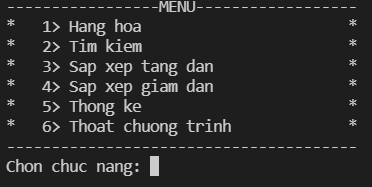 -----------------MENU------------------
*   1> Hang hoa                       *
*   2> Tim kiem                       *
*   3> Sap xep tang dan               *
*   4> Sap xep giam dan               *
*   5> Thong ke                       *
*   6> Thoat chuong trinh             *
---------------------------------------
Chon chuc nang: